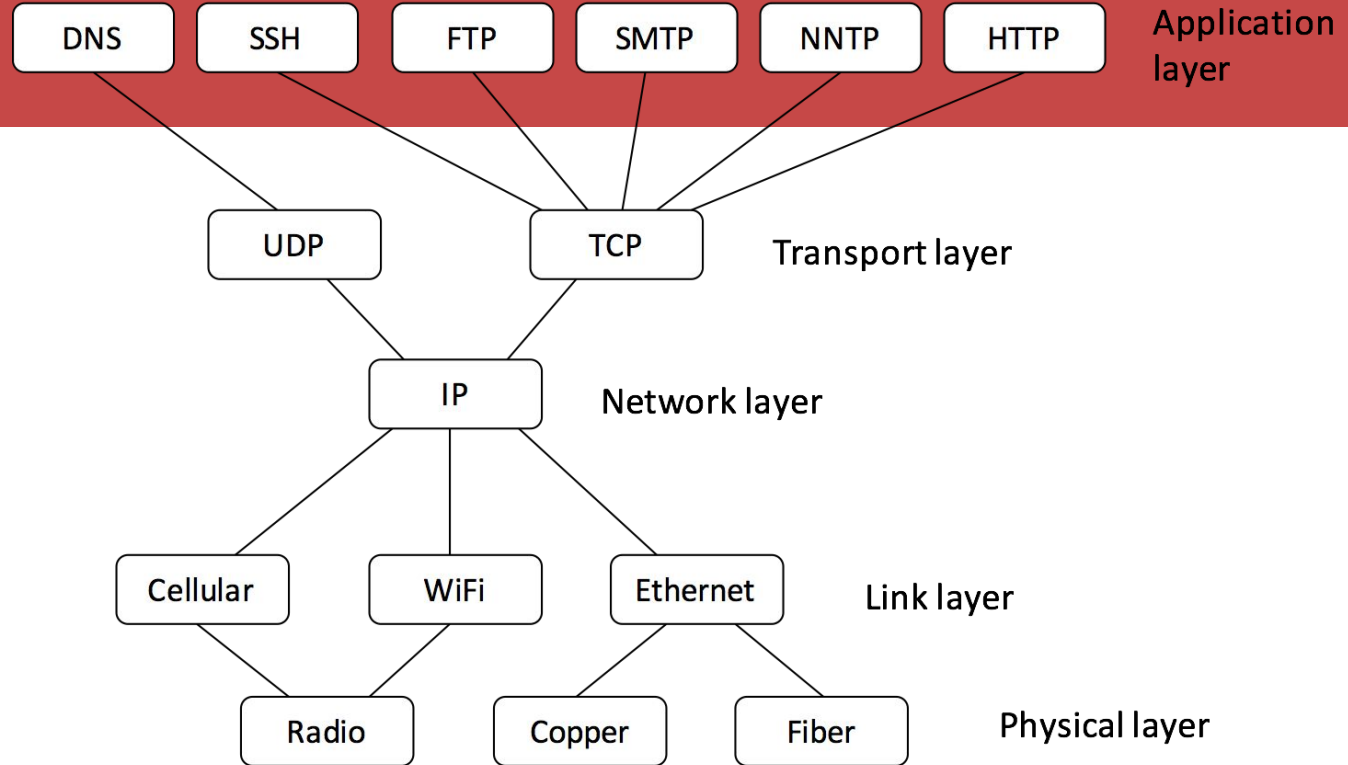 DNS
SSH
FTP
SMTP
NNTP
HTTP
Application
layer
UDP
TCP
Transport layer
IP
Network layer
Cellular
WiFi
Ethernet
Link layer
Radio
Copper
Fiber
Physical layer